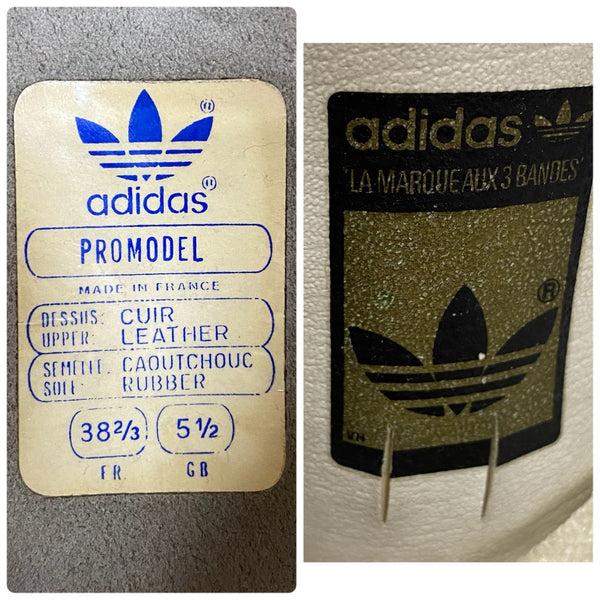 ®
adidas®
PROMODEL
MADE IN FRANCE
DESSUS: CUIR
UPPER: LEATHER
SEMELLE: CAOUTCHOUC
SOLE: RUBBER
38 2/3 5 1/2
FR GB
adidas
LA MARQUE AUX 3 BANDES
®